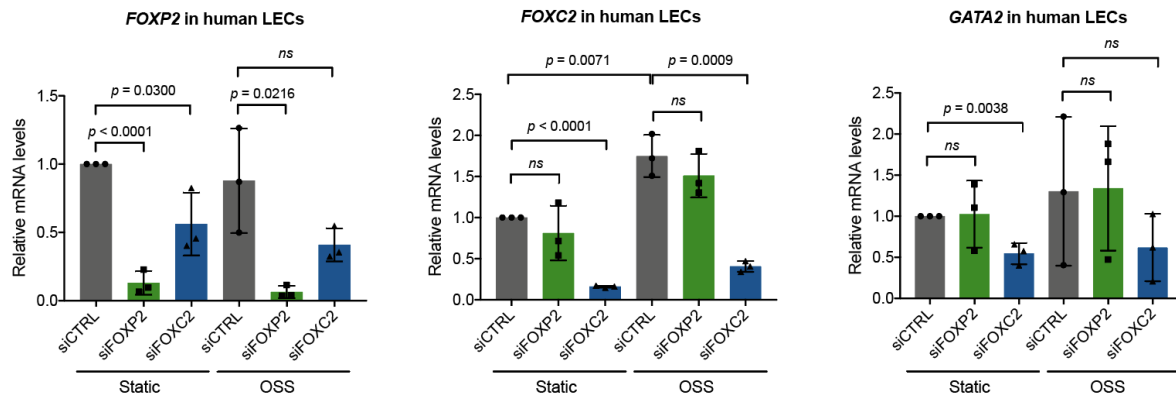 FOXP2 in human LECs
ns
p = 0.0300
p = 0.0216
p < 0.0001
Relative mRNA levels
1.5
1.0
0.5
0.0
siCTRL
siFOXP2
siFOXC2
siCTRL
siFOXP2
siFOXC2
Static
OSS
FOXC2 in human LECs
p = 0.0071
p = 0.0009
ns
p < 0.0001
ns
Relative mRNA levels
2.5
2.0
1.5
1.0
0.5
0.0
siCTRL
siFOXP2
siFOXC2
siCTRL
siFOXP2
siFOXC2
Static
OSS
GATA2 in human LECs
ns
ns
p = 0.0038
ns
Relative mRNA levels
2.5
2.0
1.5
1.0
0.5
0.0
siCTRL
siFOXP2
siFOXC2
siCTRL
siFOXP2
siFOXC2
Static
OSS